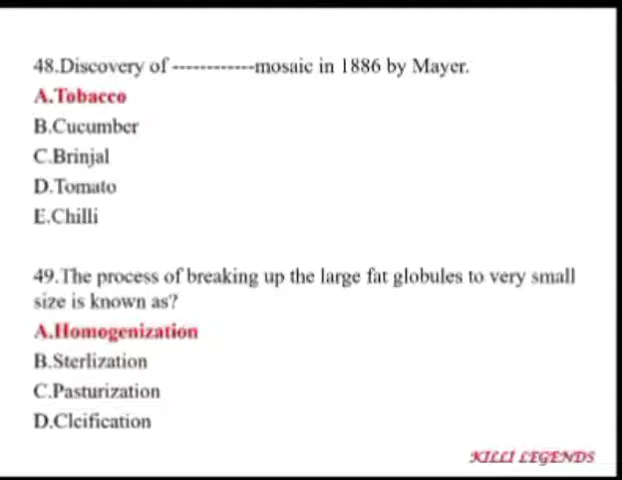 48.Discovery of ------------mosaic in 1886 by Mayer.
A.Tobacco
B.Cucumber
C.Brinjal
D.Tomato
E.Chilli
49.The process of breaking up the large fat globules to very small
size is known as?
A.Homogenization
B.Sterlization
C.Pasturization
D.Clcification
KILLI LEGENDS